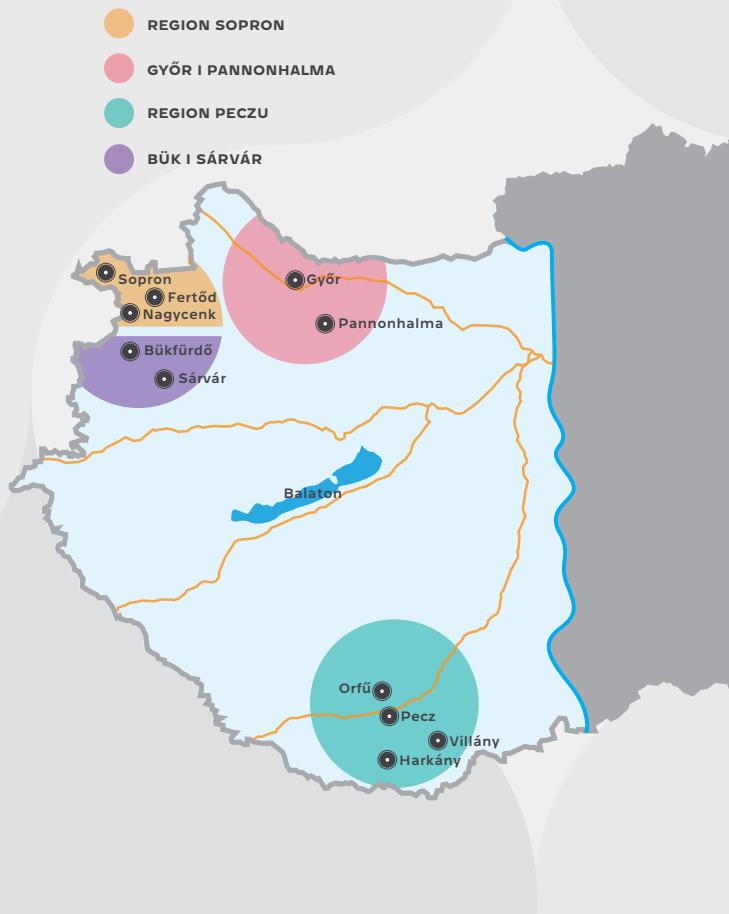 REGION SOPRON
GYŐR I PANNONHALMA
REGION PECZU
BÜK I SÁRVÁR
Sopron
Győr
Fertőd
Nagycenk
Pannonhalma
Bükfürdő
Sárvár
Balaton
Orfű
Pecz
Villány
Harkány